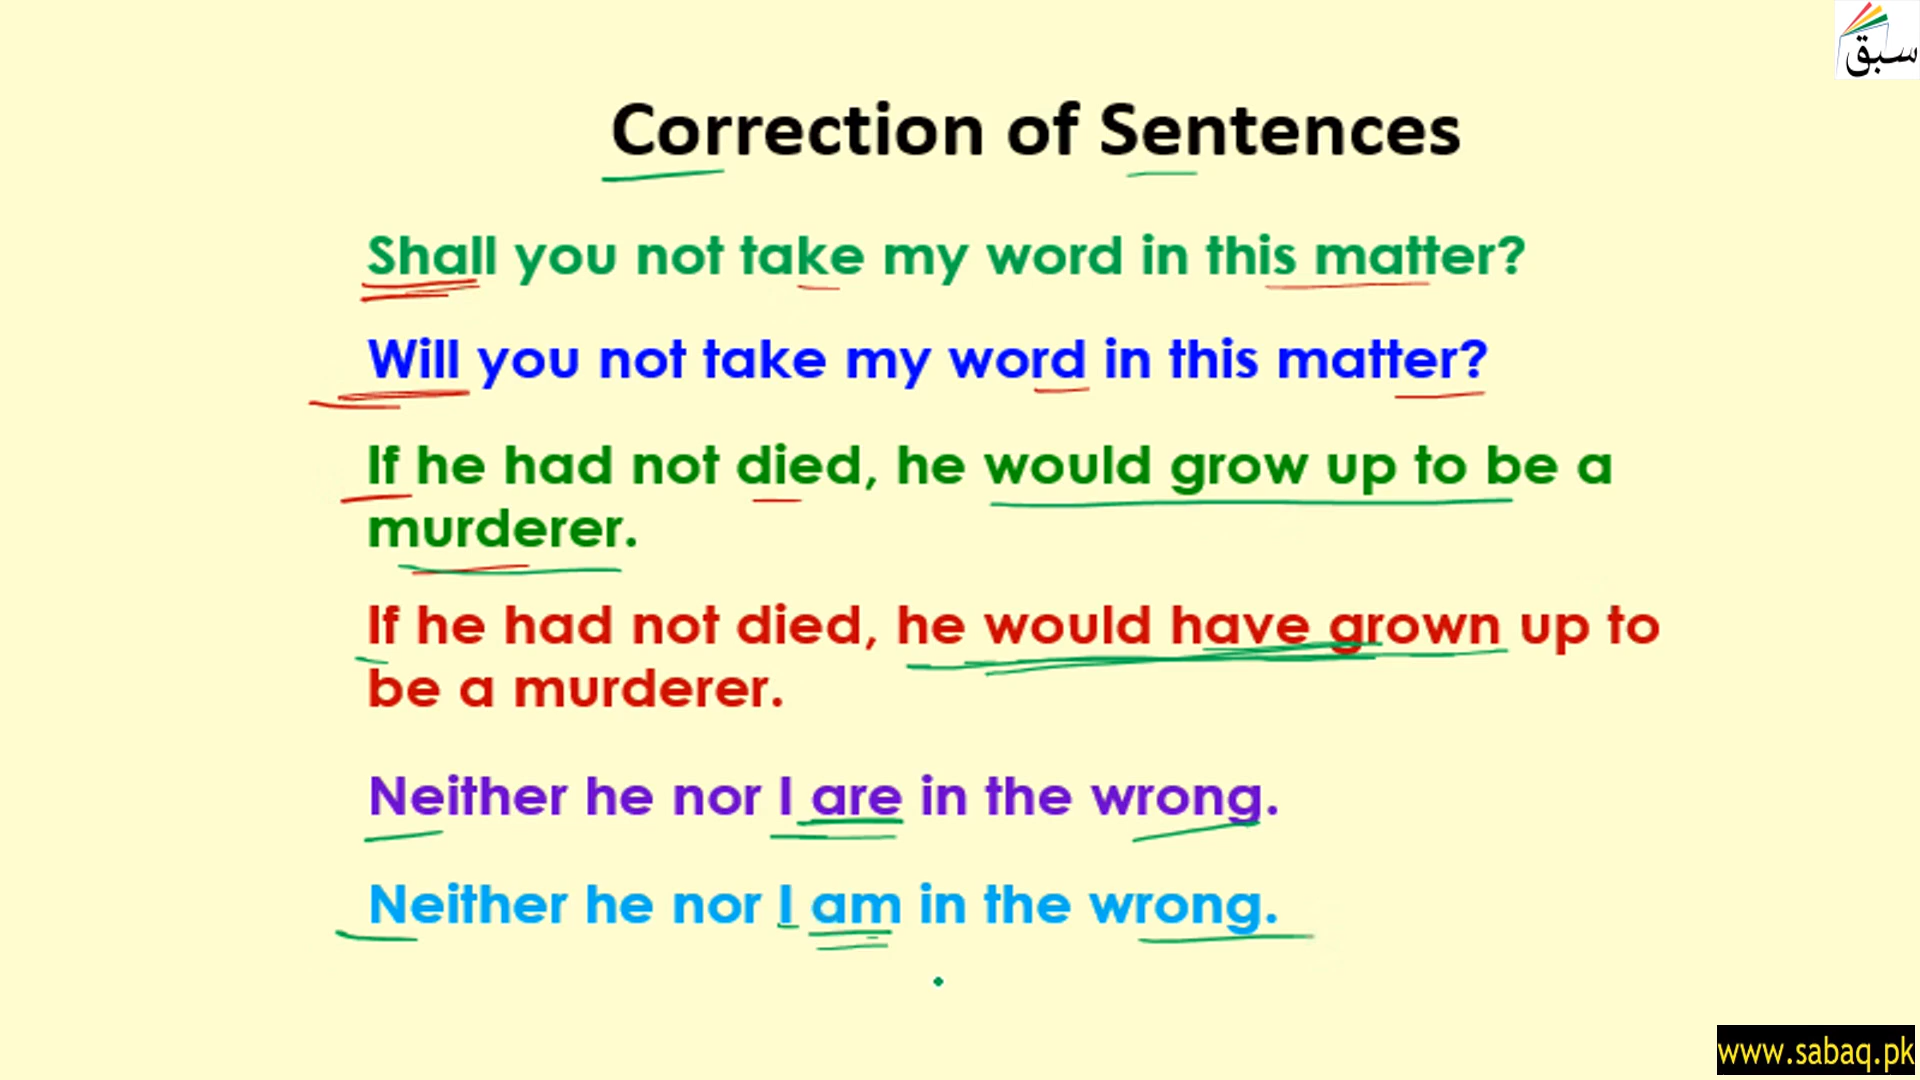 سبق
Correction of Sentences
Shall you not take my word in this matter?
Will you not take my word in this matter?
If he had not died, he would grow up to be a
murderer.
If he had not died, he would have grown up to
be a murderer.
Neither he nor I are in the wrong.
Neither he nor I am in the wrong.
www.sabaq.pk